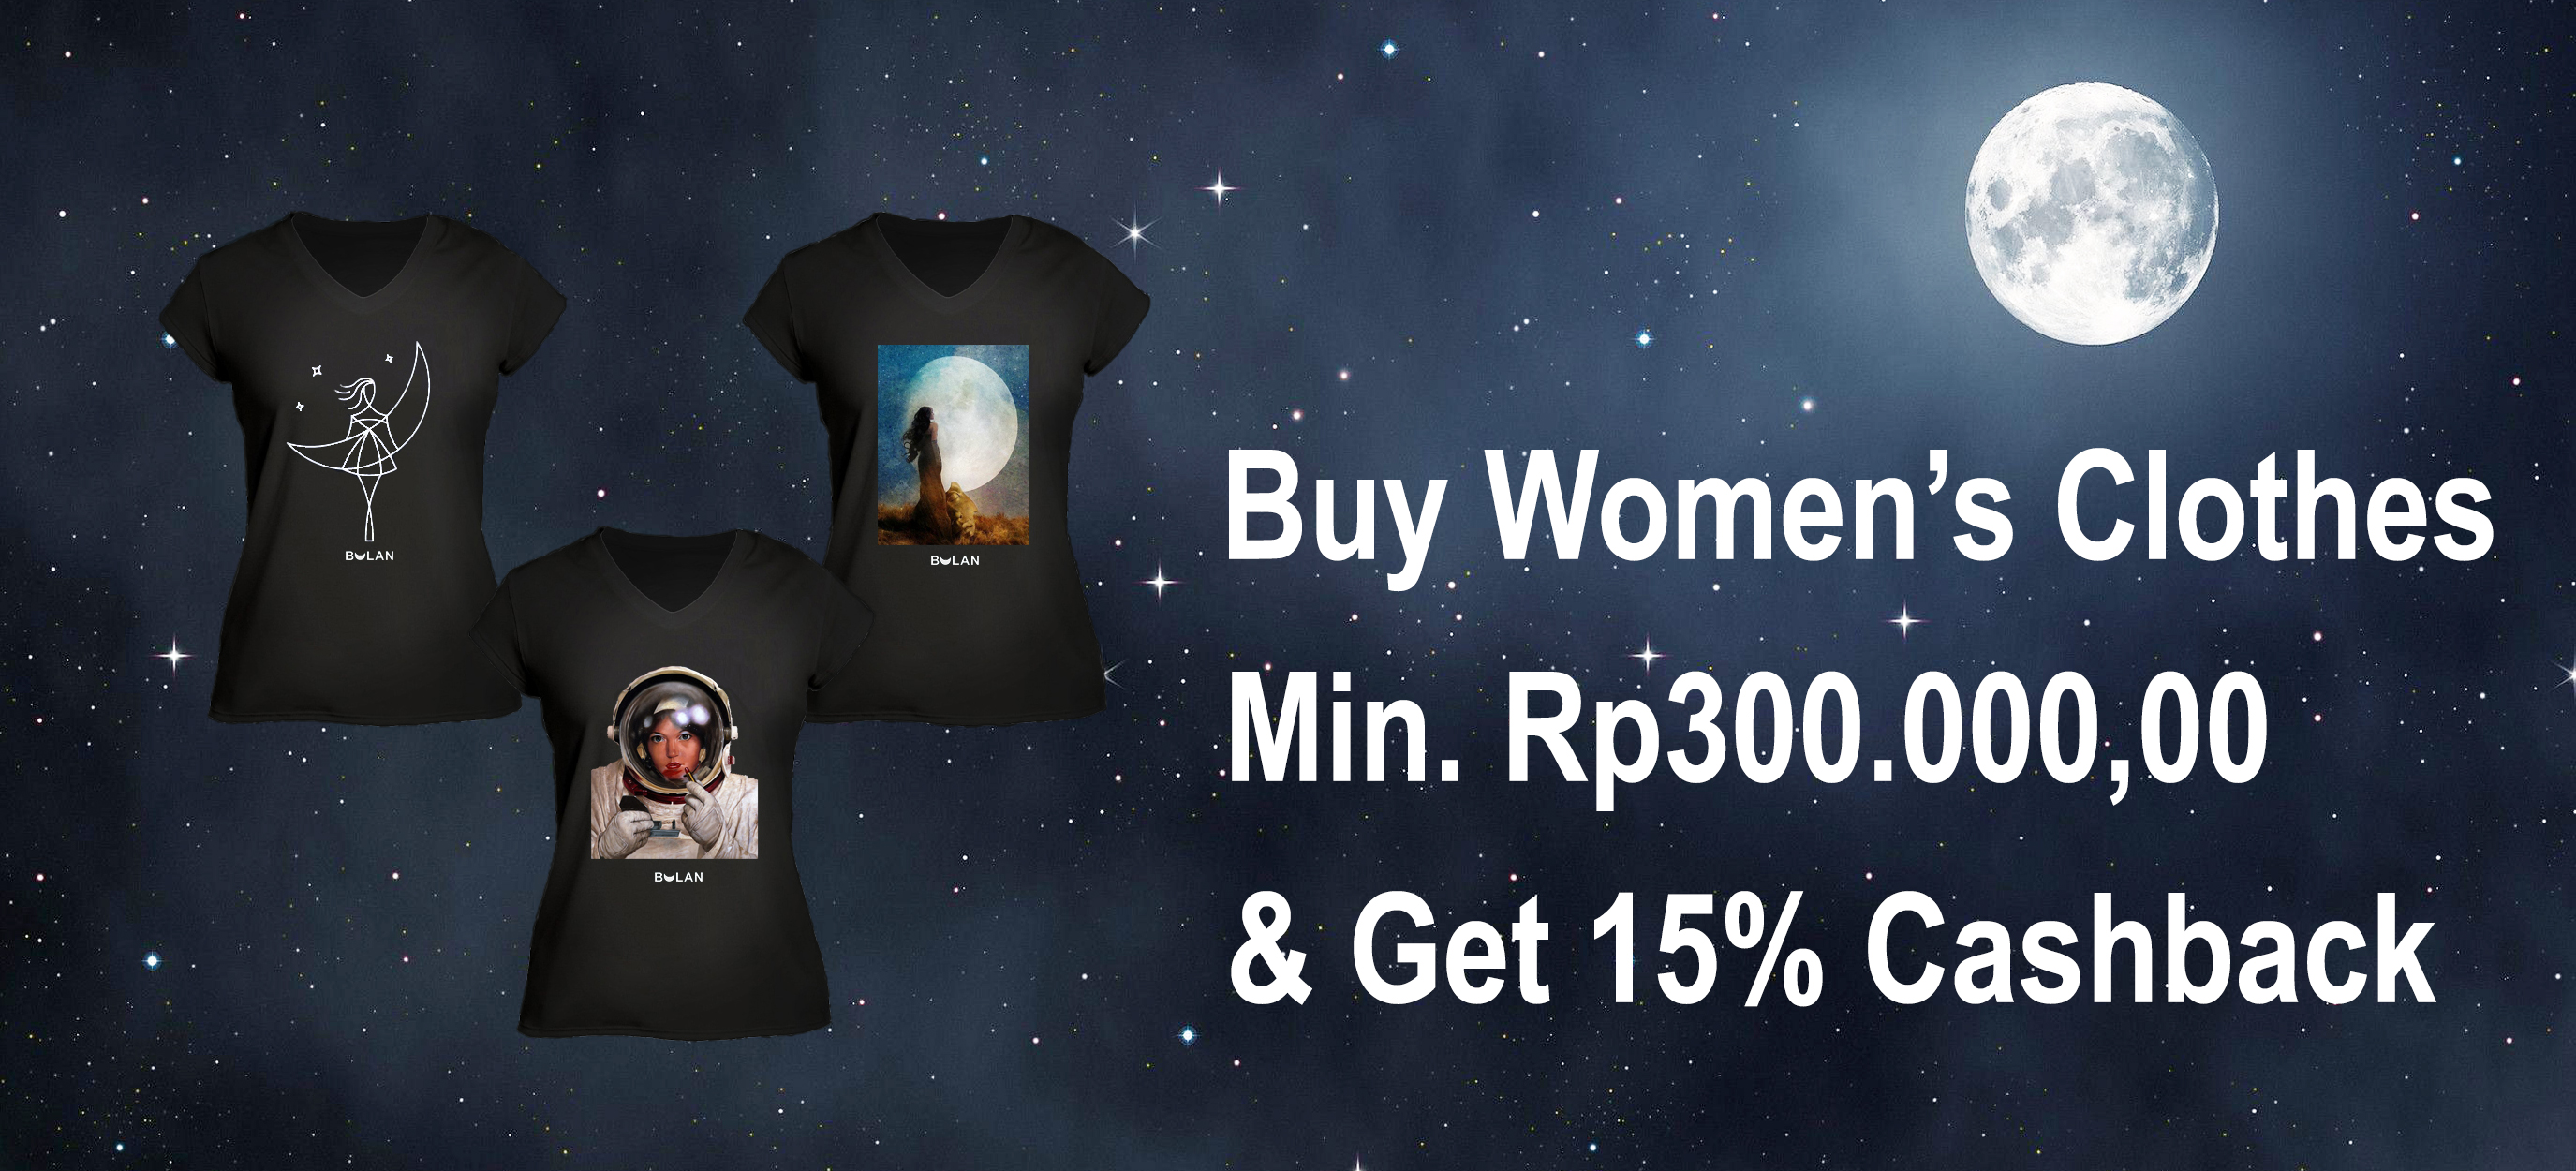 BULAN
BULAN
BULAN
Buy Women’s Clothes
Min. Rp300.000,00
& Get 15% Cashback